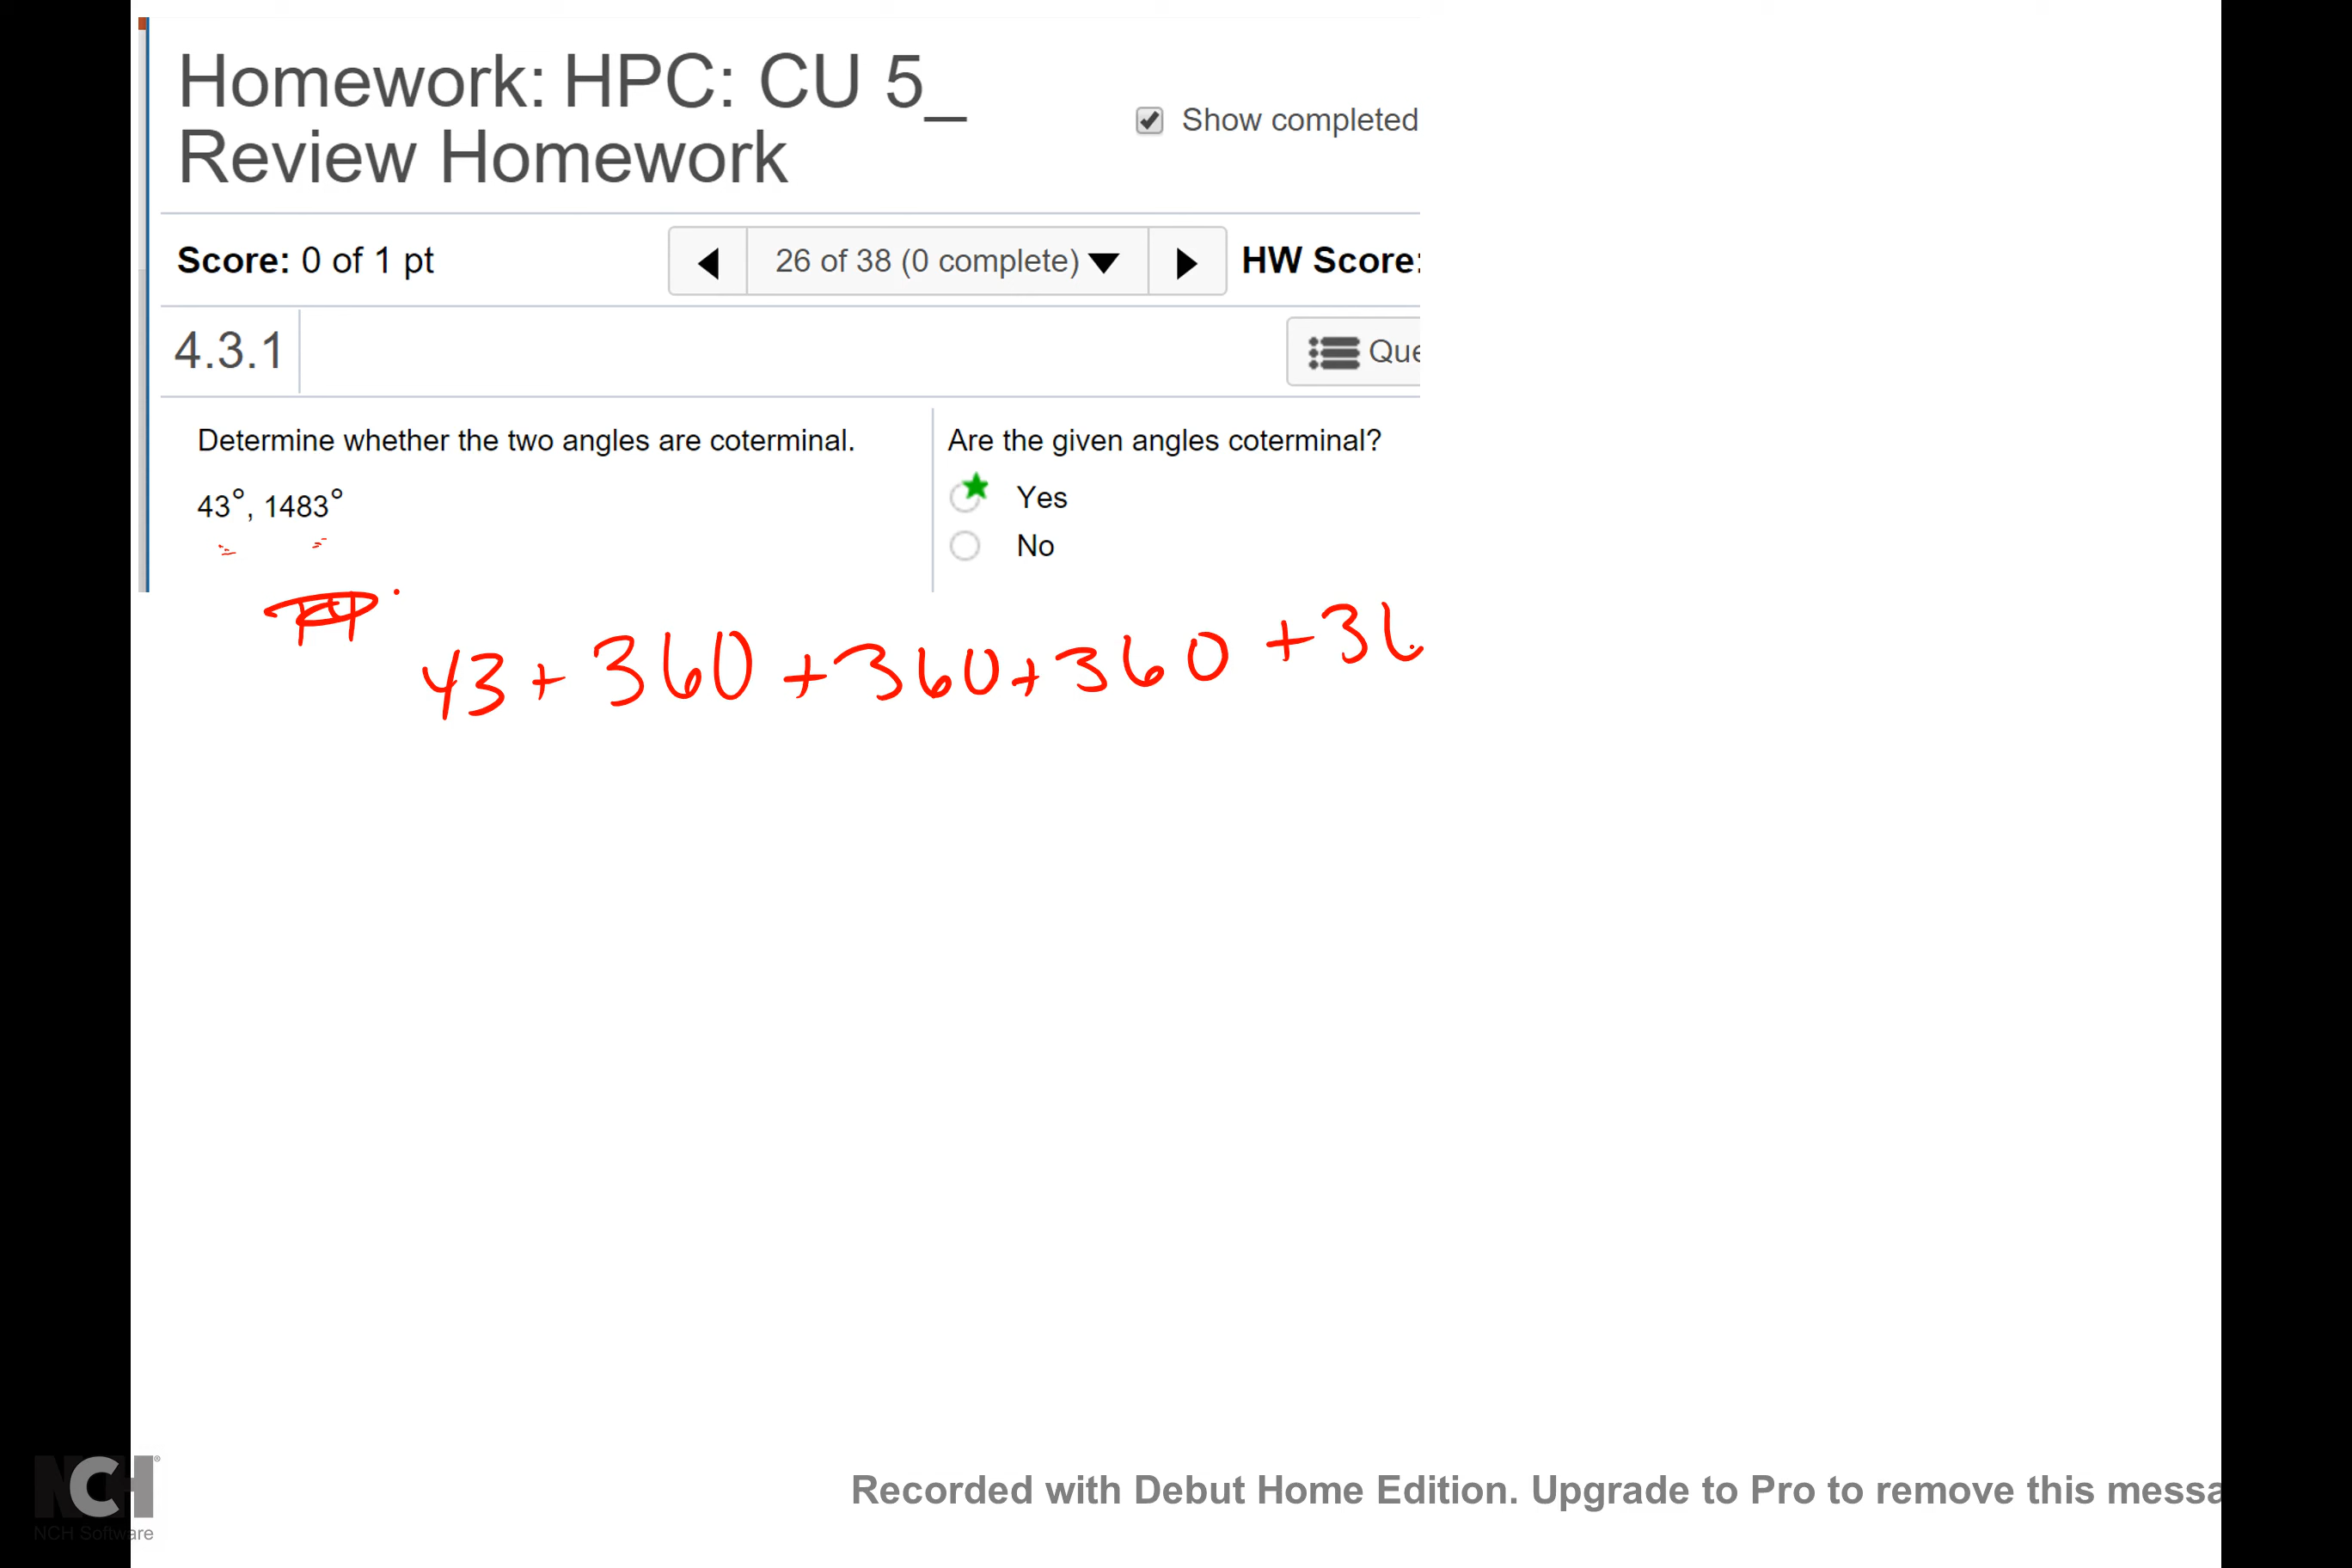 Homework: HPC: CU 5_
Review Homework
Show completed
Score: 0 of 1 pt
26 of 38 (0 complete)
HW Score:
4.3.1
Que
Determine whether the two angles are coterminal.
43°, 1483°
Are the given angles coterminal?
Yes
No
43 + 360 + 360 + 360 + 36
NCH®
NCH Software
Recorded with Debut Home Edition. Upgrade to Pro to remove this messa